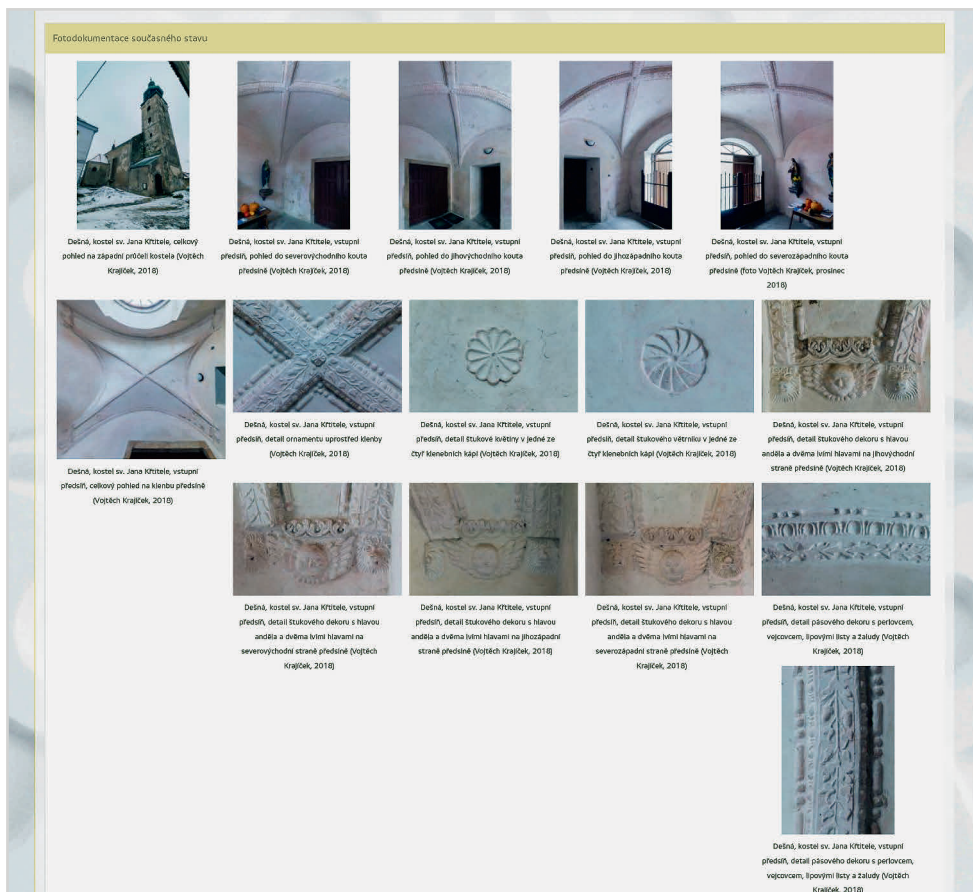 Fotodokumentace současného stavu
Dešná, kostel sv. Jana Křtitele, celkový
pohled na západní průčelí kostela (Vojtěch
Krajíček, 2018)
Dešná, kostel sv. Jana Křtitele, vstupní
předsíň, pohled do severovýchodního kouta
předsíně (Vojtěch Krajíček, 2018)
Dešná, kostel sv. Jana Křtitele, vstupní
předsíň, pohled do jihovýchodního kouta
předsíně (Vojtěch Krajíček, 2018)
Dešná, kostel sv. Jana Křtitele, vstupní
předsíň, pohled do jihozápadního kouta
předsíně (Vojtěch Krajíček, 2018)
Dešná, kostel sv. Jana Křtitele, vstupní
předsíň, pohled do severozápadního kouta
předsíně (foto Vojtěch Krajíček, prosinec
2018)
Dešná, kostel sv. Jana Křtitele, vstupní
předsíň, celkový pohled na klenbu předsíně
(Vojtěch Krajíček, 2018)
Dešná, kostel sv. Jana Křtitele, vstupní
předsíň, detail ornamentu uprostřed klenby
(Vojtěch Krajíček, 2018)
Dešná, kostel sv. Jana Křtitele, vstupní
předsíň, detail štukové květiny v jedné ze
čtyř klenebních kápí (Vojtěch Krajíček, 2018)
Dešná, kostel sv. Jana Křtitele, vstupní
předsíň, detail štukového větrníku v jedné ze
čtyř klenebních kápí (Vojtěch Krajíček, 2018)
Dešná, kostel sv. Jana Křtitele, vstupní
předsíň, detail štukového dekoru s hlavou
anděla a dvěma lvími hlavami na jihovýchodní
straně předsíně (Vojtěch Krajíček, 2018)
Dešná, kostel sv. Jana Křtitele, vstupní
předsíň, detail štukového dekoru s hlavou
anděla a dvěma lvími hlavami na
severovýchodní straně předsíně (Vojtěch
Krajíček, 2018)
Dešná, kostel sv. Jana Křtitele, vstupní
předsíň, detail štukového dekoru s hlavou
anděla a dvěma lvími hlavami na jihozápadní
straně předsíně (Vojtěch Krajíček, 2018)
Dešná, kostel sv. Jana Křtitele, vstupní
předsíň, detail štukového dekoru s hlavou
anděla a dvěma lvími hlavami na
severozápadní straně předsíně (Vojtěch
Krajíček, 2018)
Dešná, kostel sv. Jana Křtitele, vstupní
předsíň, detail pásového dekoru s perlovcem,
vejcovcem, lipovými listy a žaludy (Vojtěch
Krajíček, 2018)
Dešná, kostel sv. Jana Křtitele, vstupní
předsíň, detail pásového dekoru s perlovcem,
vejcovcem, lipovými listy a žaludy (Vojtěch
Krajíček, 2018)